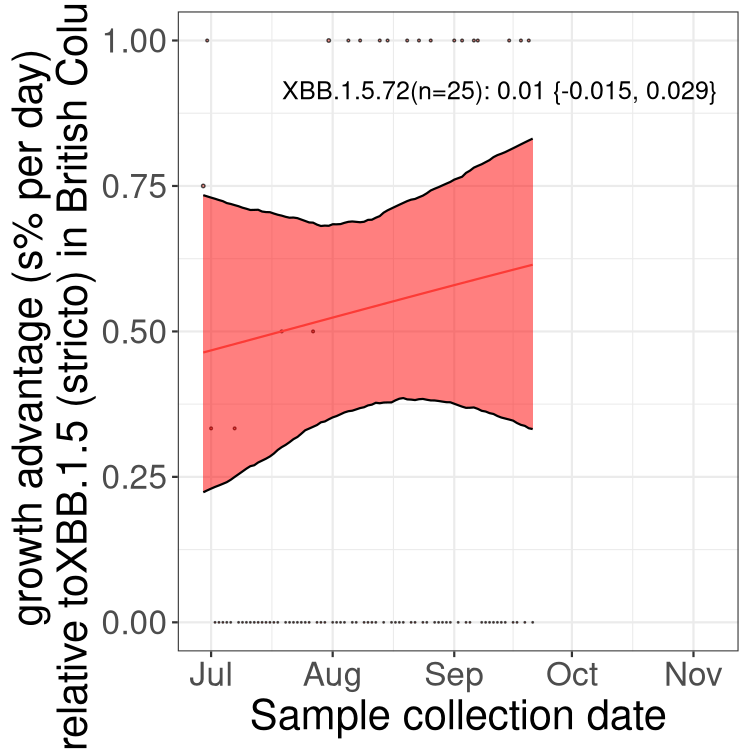 growth advantage (s% per day)
relative toXBB.1.5 (stricto) in British Colu
1.00
0.75
0.50
0.25
0.00
XBB.1.5.72(n=25): 0.01 {-0.015, 0.029}
Jul Aug Sep Oct Nov
Sample collection date